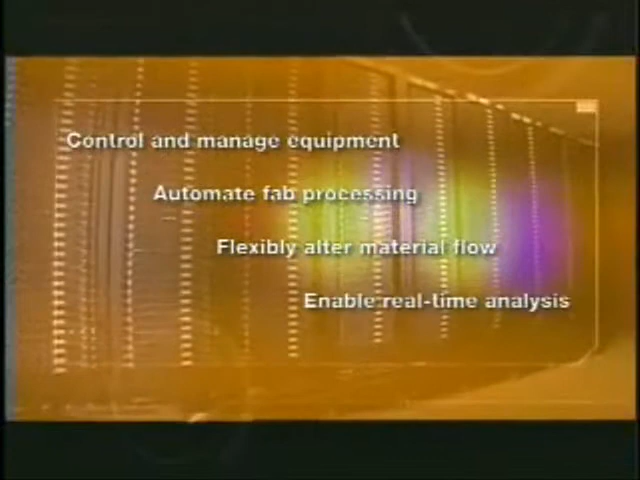 Control and manage equipment
Automate fab processing
Flexibly alter material flow
Enable real-time analysis